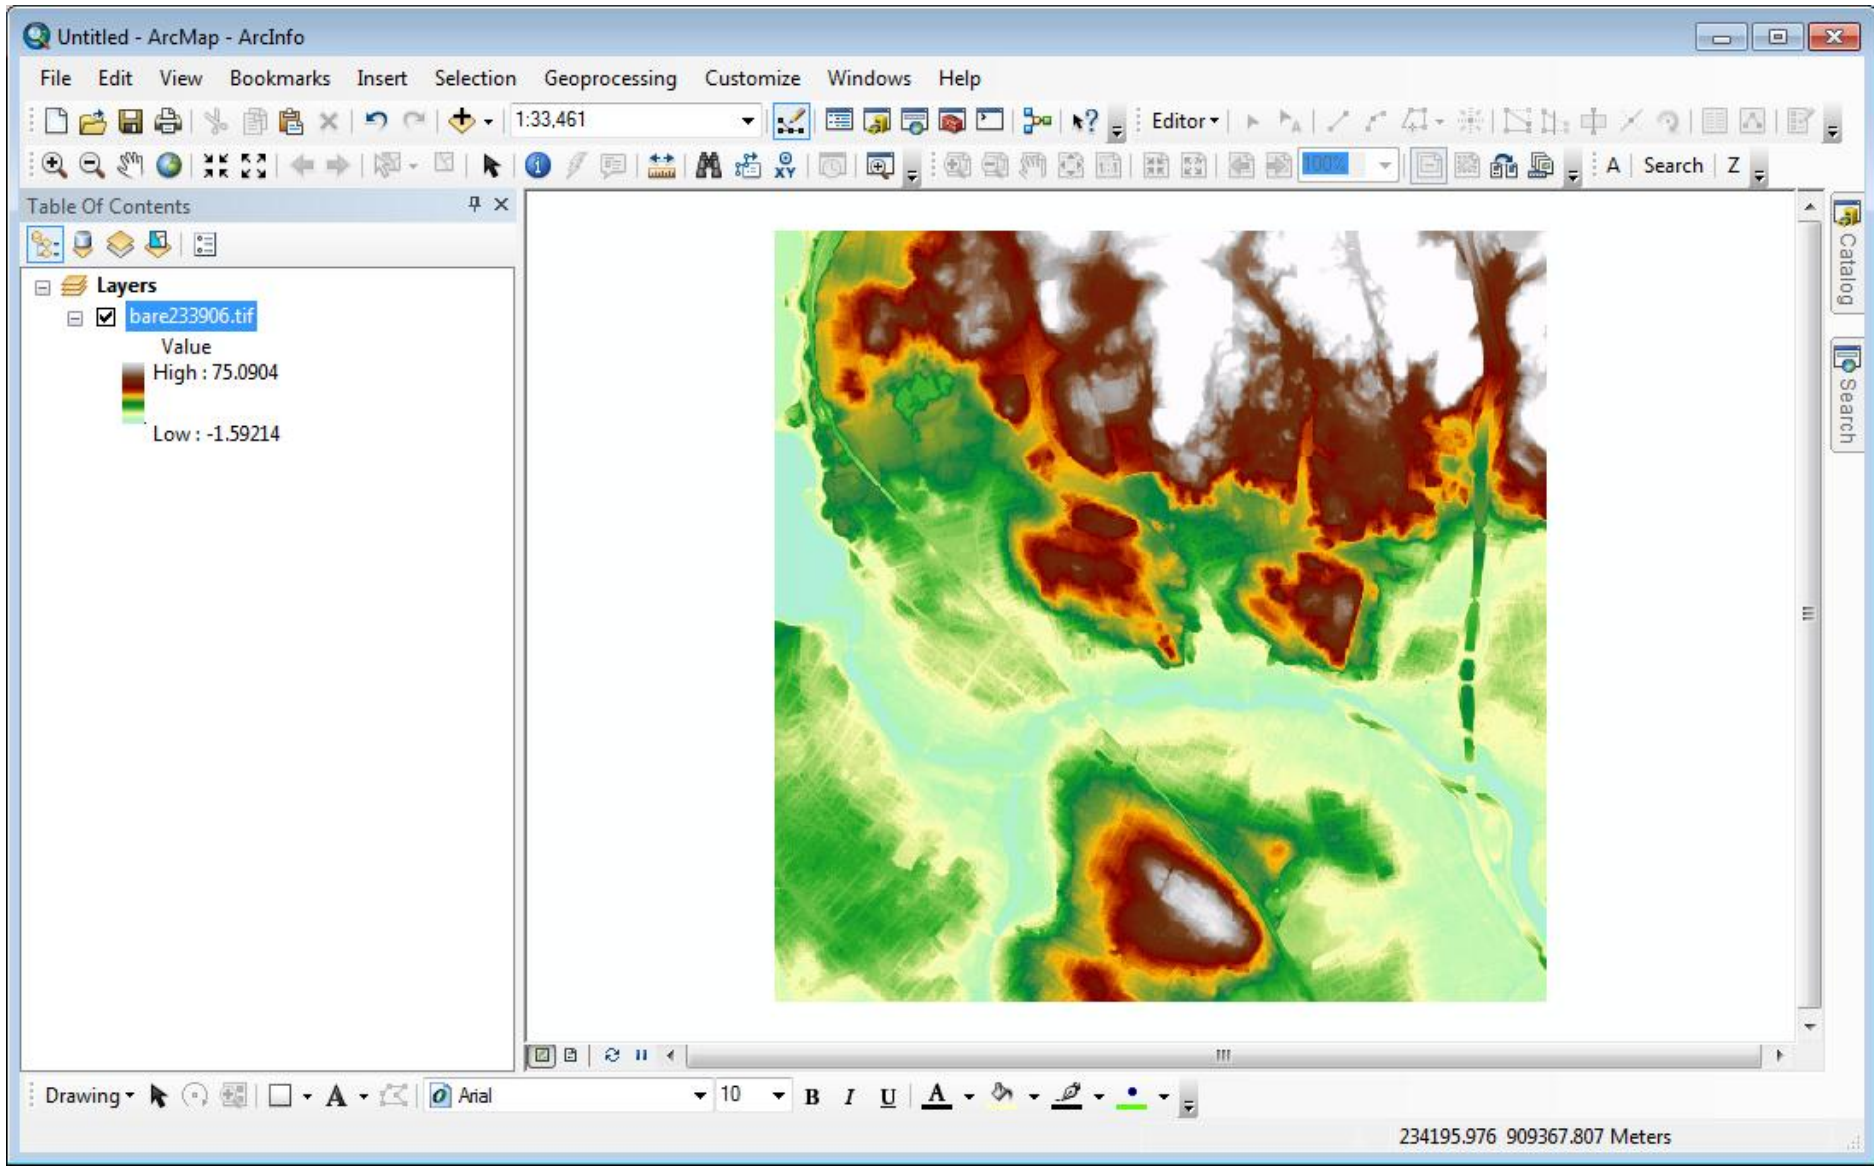 Untitled - ArcMap - ArcInfo
File Edit View Bookmarks Insert Selection Geoprocessing Customize Windows Help
1:33,461 Editor
100% A Search Z
Table Of Contents
Layers
bare233906.tif
Value
High : 75.0904
Low : -1.59214
Catalog
Search
Drawing A Arial 10 B I U A
234195.976 909367.807 Meters